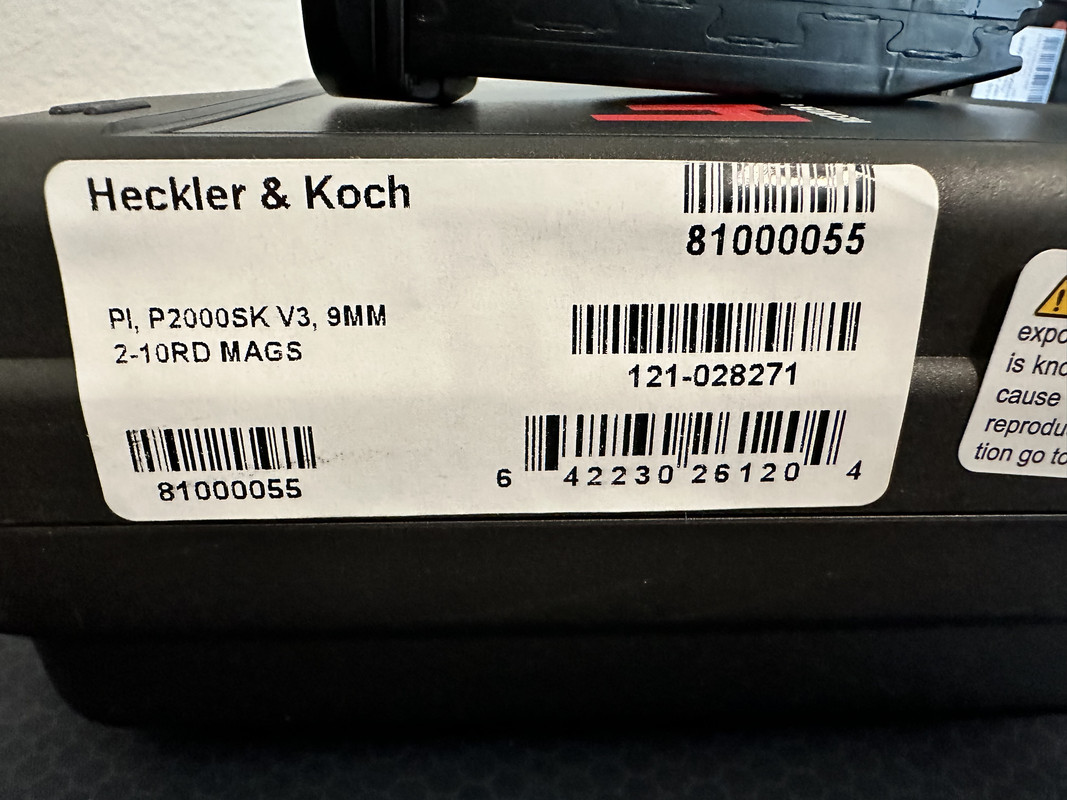 Heckler & Koch
81000055
PI, P2000SK V3, 9MM
2-10RD MAGS
121-028271
81000055
6 42230 26120 4
expo
is kno
cause
reprodu
tion go to